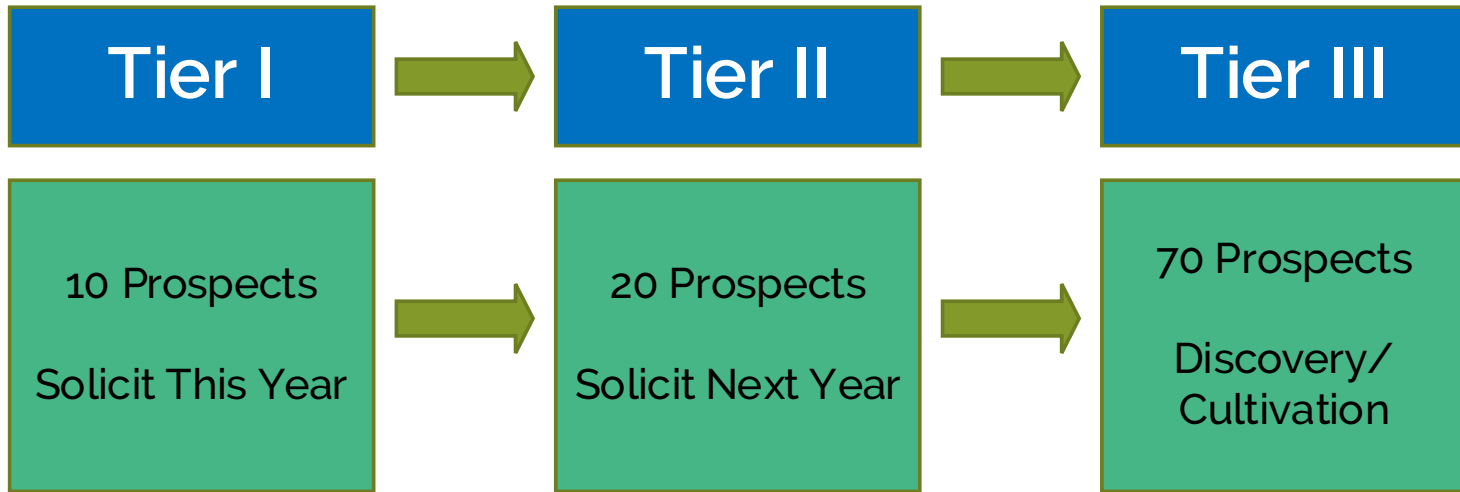 Tier I
Tier II
Tier III
10 Prospects
Solicit This Year
20 Prospects
Solicit Next Year
70 Prospects
Discovery/
Cultivation